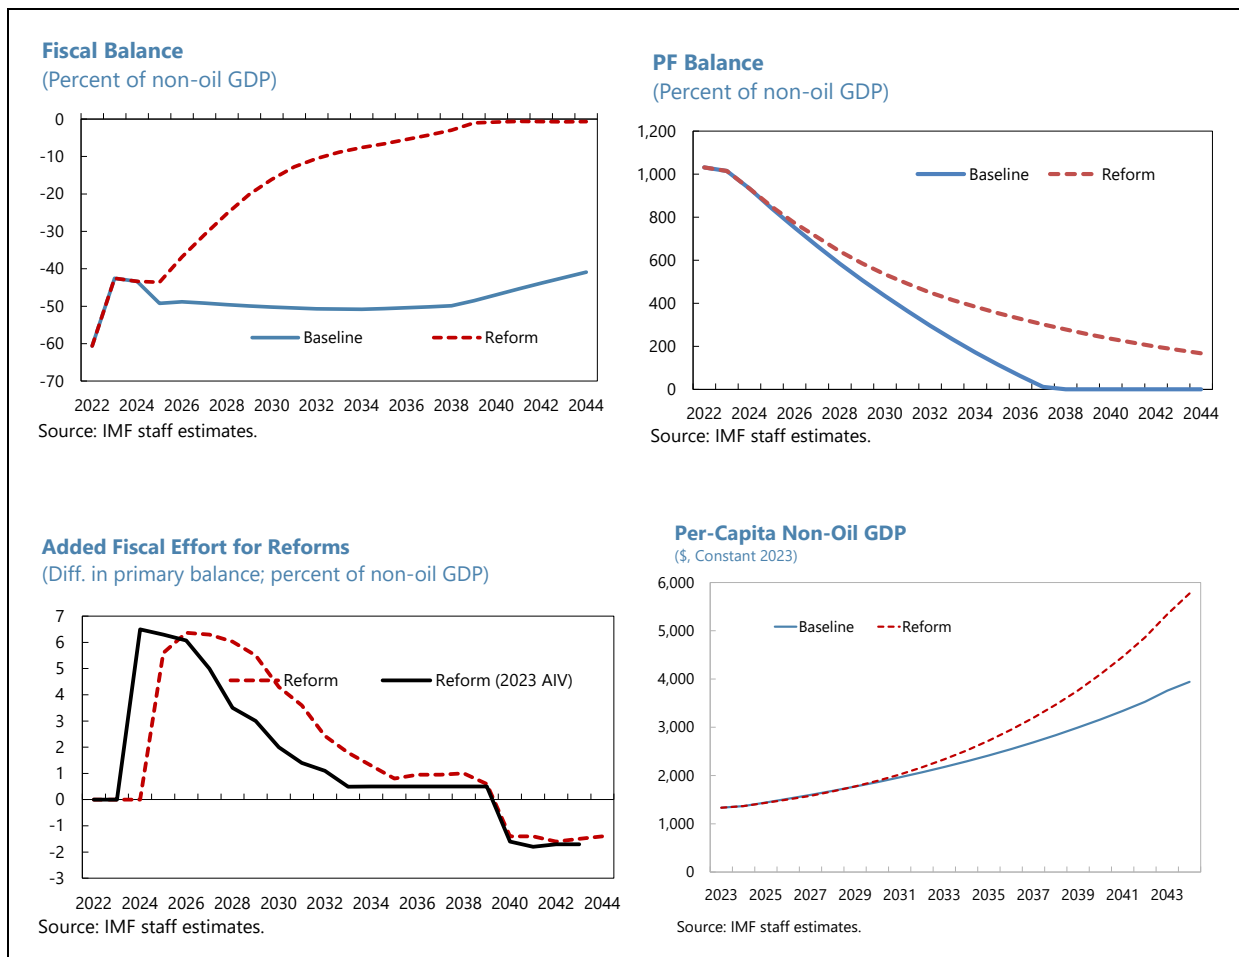 Fiscal Balance
(Percent of non-oil GDP)
0
-10
-20
-30
-40
-50
-60
-70
Baseline
Reform
2022 2024 2026 2028 2030 2032 2034 2036 2038 2040 2042 2044
Source: IMF staff estimates.
PF Balance
(Percent of non-oil GDP)
1,200
1,000
800
600
400
200
0
Baseline
Reform
2022 2024 2026 2028 2030 2032 2034 2036 2038 2040 2042 2044
Source: IMF staff estimates.
Added Fiscal Effort for Reforms
(Diff. in primary balance; percent of non-oil GDP)
7
6
5
4
3
2
1
0
-1
-2
-3
Reform
Reform (2023 AIV)
2022 2024 2026 2028 2030 2032 2034 2036 2038 2040 2042 2044
Source: IMF staff estimates.
Per-Capita Non-Oil GDP
($, Constant 2023)
6,000
5,000
4,000
3,000
2,000
1,000
0
Baseline
Reform
2023 2025 2027 2029 2031 2033 2035 2037 2039 2041 2043
Source: IMF staff estimates.